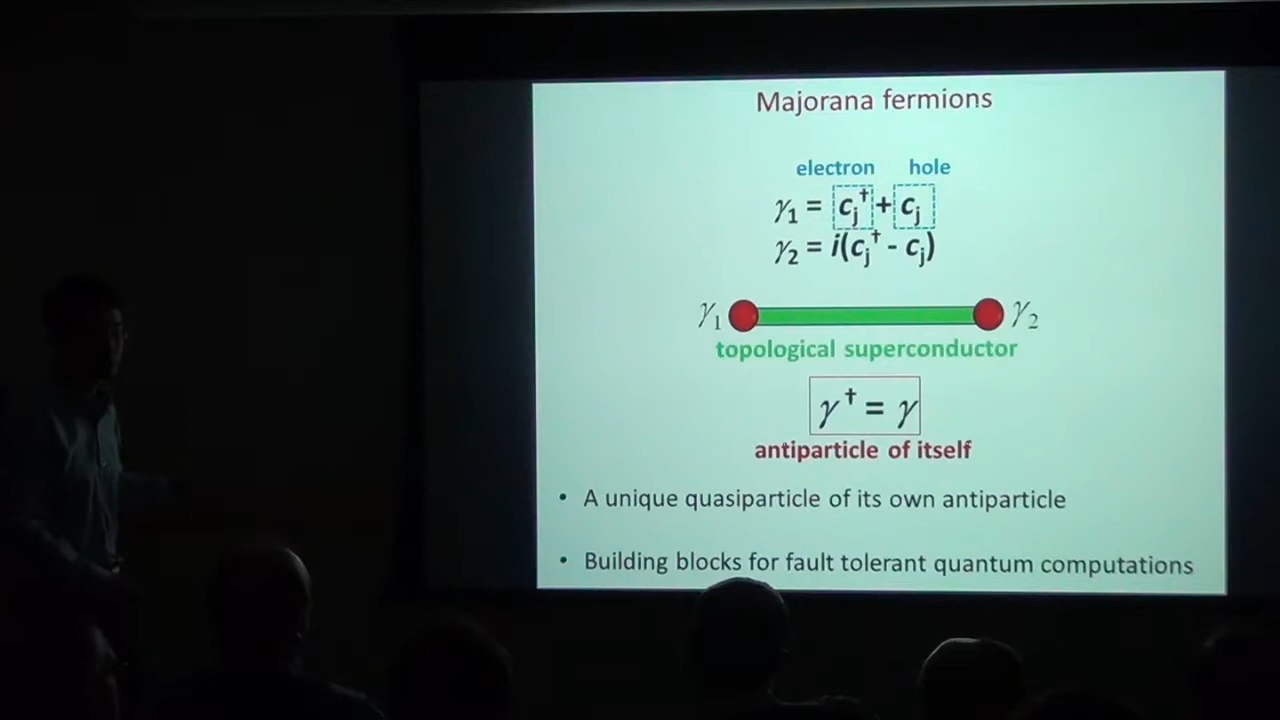 Majorana fermions
electron hole
γ₁ = cⱼ† + cⱼ
γ₂ = i(cⱼ† - cⱼ)
γ₁ γ₂
topological superconductor
γ† = γ
antiparticle of itself
• A unique quasiparticle of its own antiparticle
• Building blocks for fault tolerant quantum computations